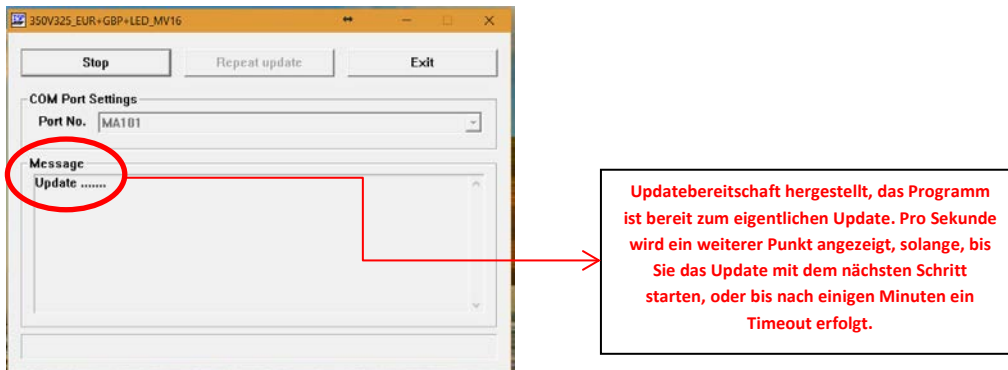 350V325_EUR+GBP+LED_MV16
Stop Repeat update Exit
COM Port Settings
Port No. MA101
Message
Update .......
Updatebereitschaft hergestellt, das Programm
ist bereit zum eigentlichen Update. Pro Sekunde
wird ein weiterer Punkt angezeigt, solange, bis
Sie das Update mit dem nächsten Schritt
starten, oder bis nach einigen Minuten ein
Timeout erfolgt.